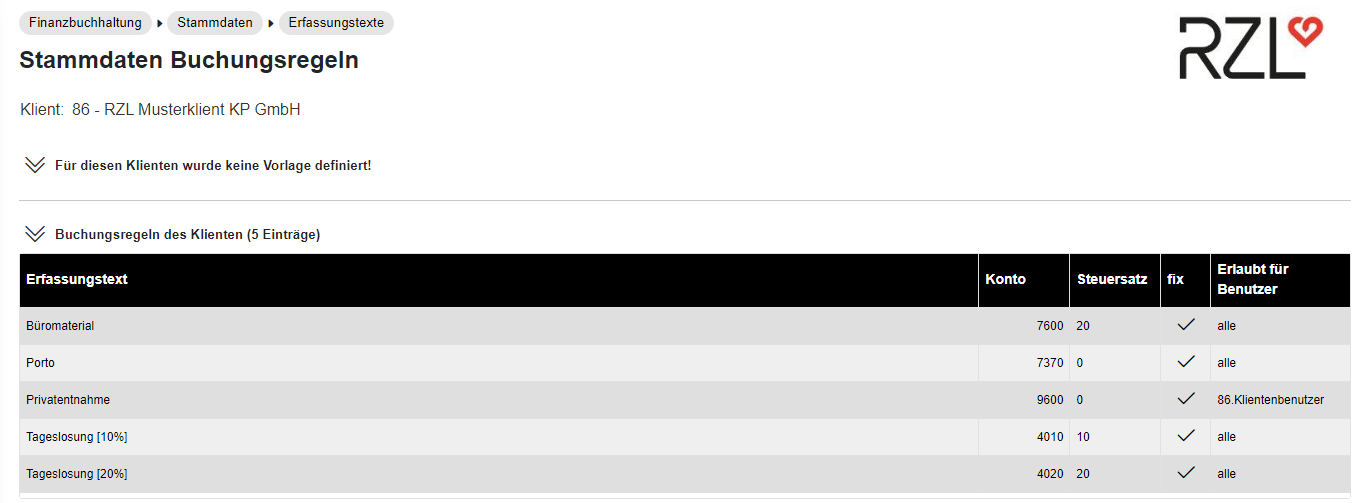 Finanzbuchhaltung Stammdaten Erfassungstexte
RZL
Stammdaten Buchungsregeln
Klient: 86 - RZL Musterklient KP GmbH
Für diesen Klienten wurde keine Vorlage definiert!
Buchungsregeln des Klienten (5 Einträge)
Erfassungstext Konto Steuersatz fix Erlaubt für Benutzer
Büromaterial 7600 20 alle
Porto 7370 0 alle
Privatentnahme 9600 0 86.Klientenbenutzer
Tageslosung [10%] 4010 10 alle
Tageslosung [20%] 4020 20 alle